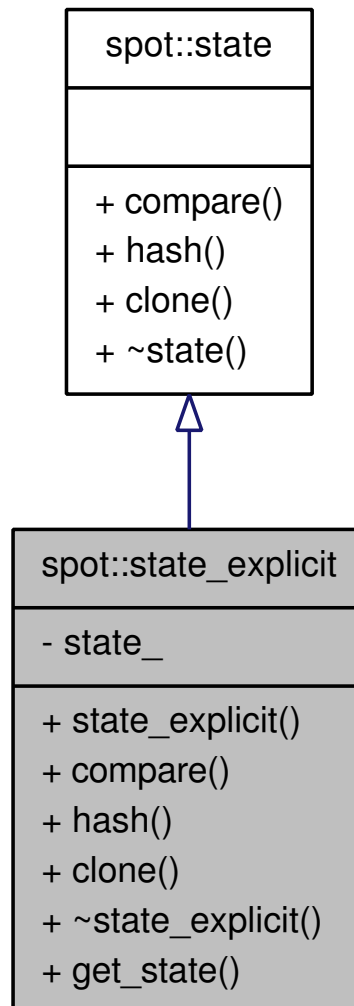 spot::state
+ compare()
+ hash()
+ clone()
+ ~state()
spot::state_explicit
- state_
+ state_explicit()
+ compare()
+ hash()
+ clone()
+ ~state_explicit()
+ get_state()